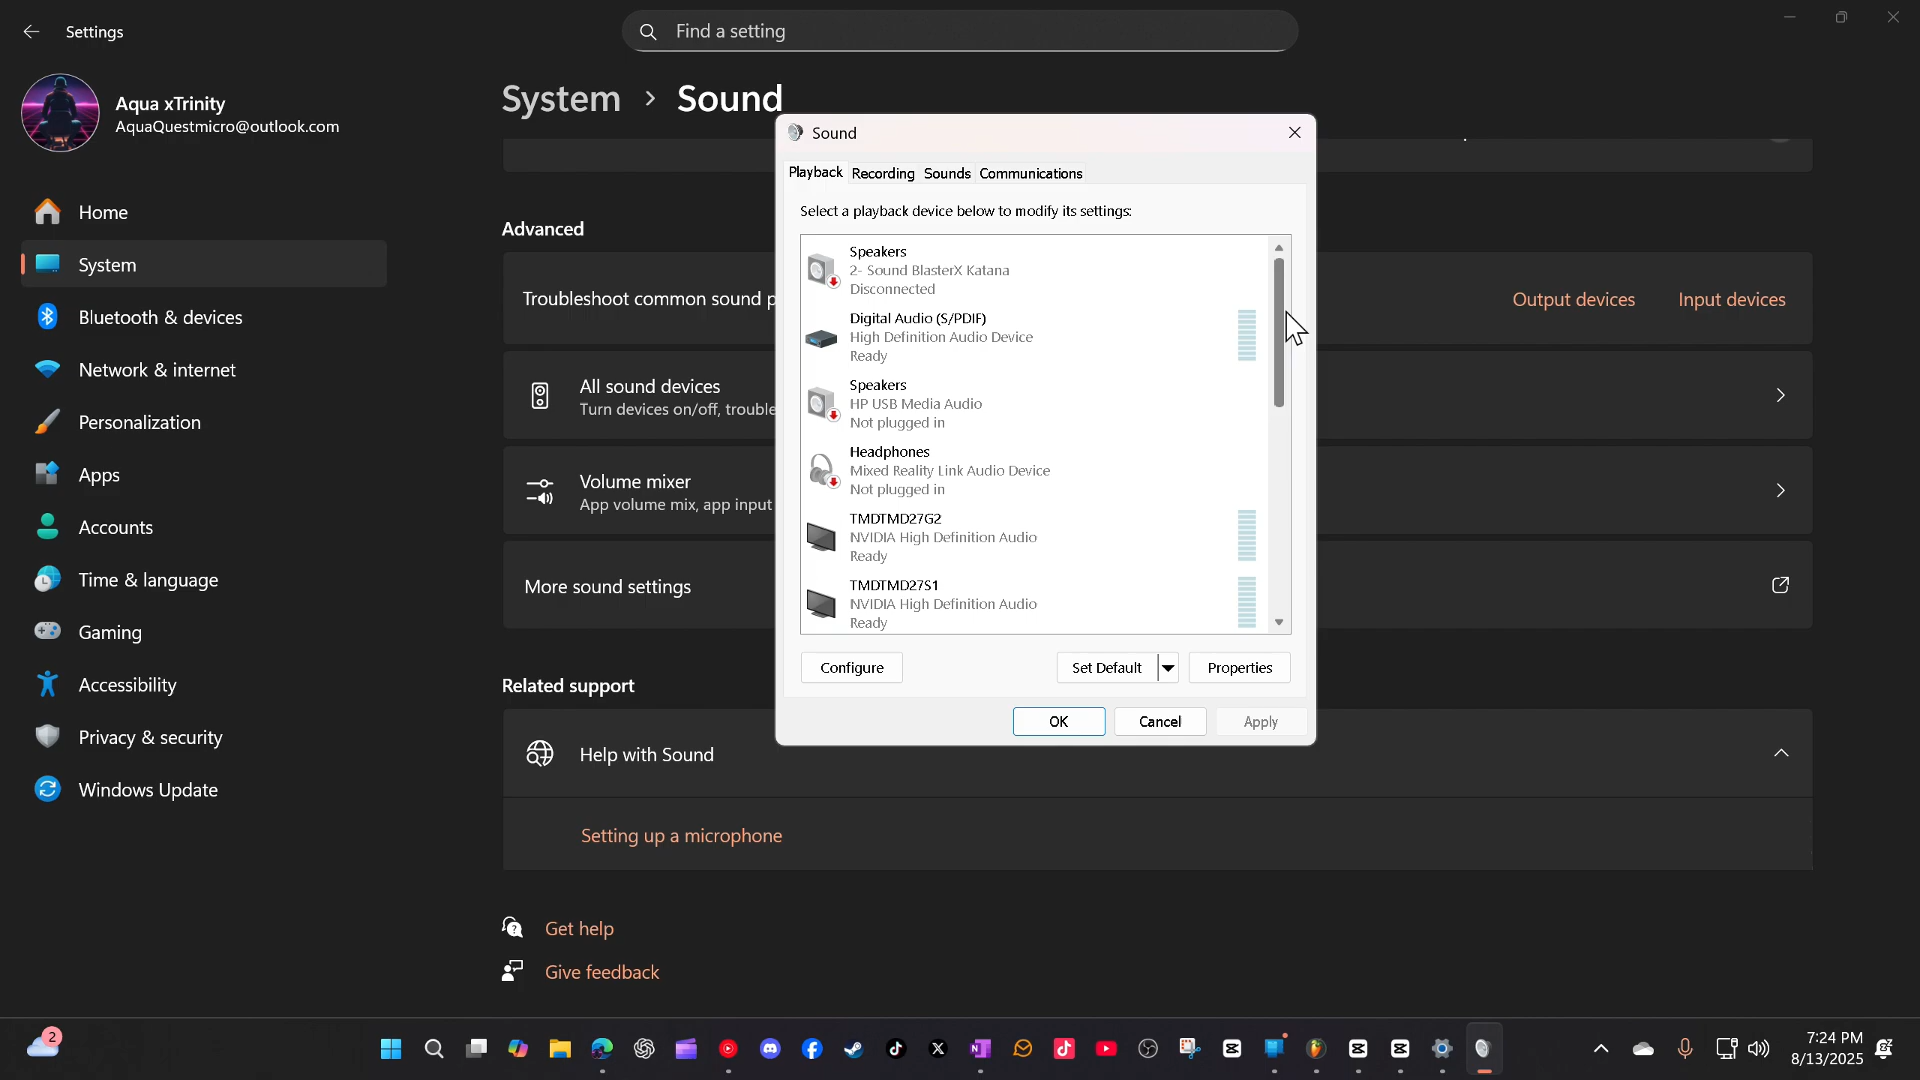 Settings
Find a setting
Aqua xTrinity
AquaQuestmicro@outlook.com
Home
System
Bluetooth & devices
Network & internet
Personalization
Apps
Accounts
Time & language
Gaming
Accessibility
Privacy & security
Windows Update
System > Sound
Advanced
Troubleshoot common sound p
Output devices
Input devices
All sound devices
Turn devices on/off, trouble
Volume mixer
App volume mix, app input
More sound settings
Related support
Help with Sound
Setting up a microphone
Get help
Give feedback
Sound
Playback Recording Sounds Communications
Select a playback device below to modify its settings:
Speakers
2- Sound BlasterX Katana
Disconnected
Digital Audio (S/PDIF)
High Definition Audio Device
Ready
Speakers
HP USB Media Audio
Not plugged in
Headphones
Mixed Reality Link Audio Device
Not plugged in
TMDTMD27G2
NVIDIA High Definition Audio
Ready
TMDTMD27S1
NVIDIA High Definition Audio
Ready
Configure
Set Default
Properties
OK
Cancel
Apply
2
7:24 PM
8/13/2025